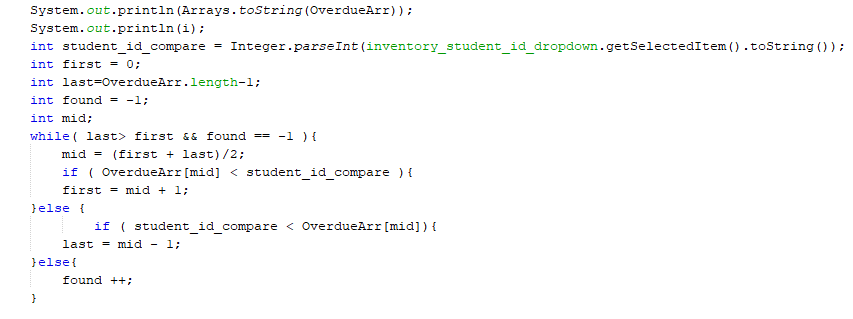 System.out.println(Arrays.toString(OverdueArr));
System.out.println(i);
int student_id_compare = Integer.parseInt(inventory_student_id_dropdown.getSelectedItem().toString());
int first = 0;
int last=OverdueArr.length-1;
int found = -1;
int mid;
while( last> first && found == -1 ){
    mid = (first + last)/2;
    if ( OverdueArr[mid] < student_id_compare ){
    first = mid + 1;
}else {
        if ( student_id_compare < OverdueArr[mid]){
    last = mid - 1;
}else{
    found ++;
}